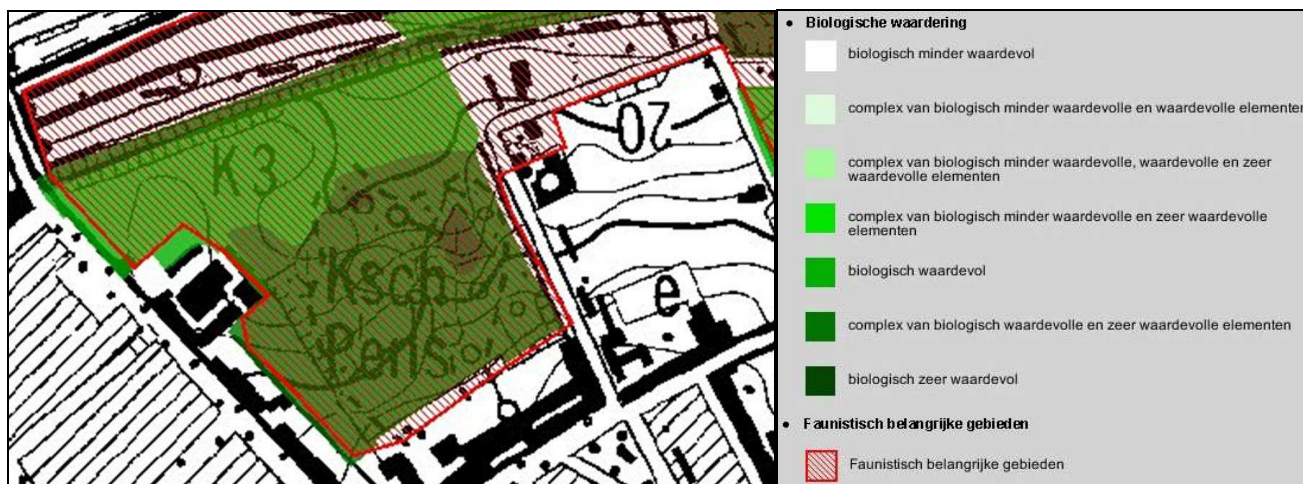 K3
Ksch
Perls
OZ
e
Biologische waardering
biologisch minder waardevol
complex van biologisch minder waardevolle en waardevolle elementen
complex van biologisch minder waardevolle, waardevolle en zeer
waardevolle elementen
complex van biologisch minder waardevolle en zeer waardevolle
elementen
biologisch waardevol
complex van biologisch waardevolle en zeer waardevolle elementen
biologisch zeer waardevol
Faunistisch belangrijke gebieden
Faunistisch belangrijke gebieden